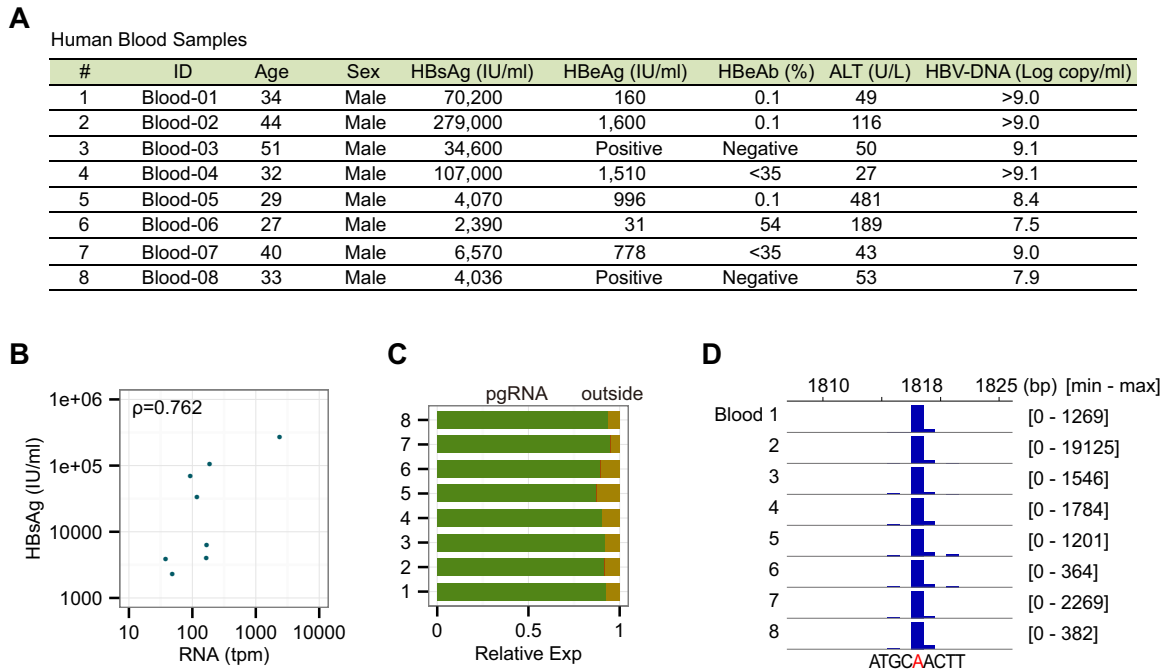 A
Human Blood Samples
# ID Age Sex HBsAg (IU/ml) HBeAg (IU/ml) HBeAb (%) ALT (U/L) HBV-DNA (Log copy/ml)
1 Blood-01 34 Male 70,200 160 0.1 49 >9.0
2 Blood-02 44 Male 279,000 1,600 0.1 116 >9.0
3 Blood-03 51 Male 34,600 Positive Negative 50 9.1
4 Blood-04 32 Male 107,000 1,510 <35 27 >9.1
5 Blood-05 29 Male 4,070 996 0.1 481 8.4
6 Blood-06 27 Male 2,390 31 54 189 7.5
7 Blood-07 40 Male 6,570 778 <35 43 9.0
8 Blood-08 33 Male 4,036 Positive Negative 53 7.9
B
ρ=0.762
1e+06
1e+05
10000
1000
HBsAg (IU/ml)
10 100 1000 10000
RNA (tpm)
C
pgRNA outside
8
7
6
5
4
3
2
1
0 0.5 1
Relative Exp
D
1810 1818 1825 (bp) [min - max]
Blood 1 [0 - 1269]
2 [0 - 19125]
3 [0 - 1546]
4 [0 - 1784]
5 [0 - 1201]
6 [0 - 364]
7 [0 - 2269]
8 [0 - 382]
ATGCAACTT